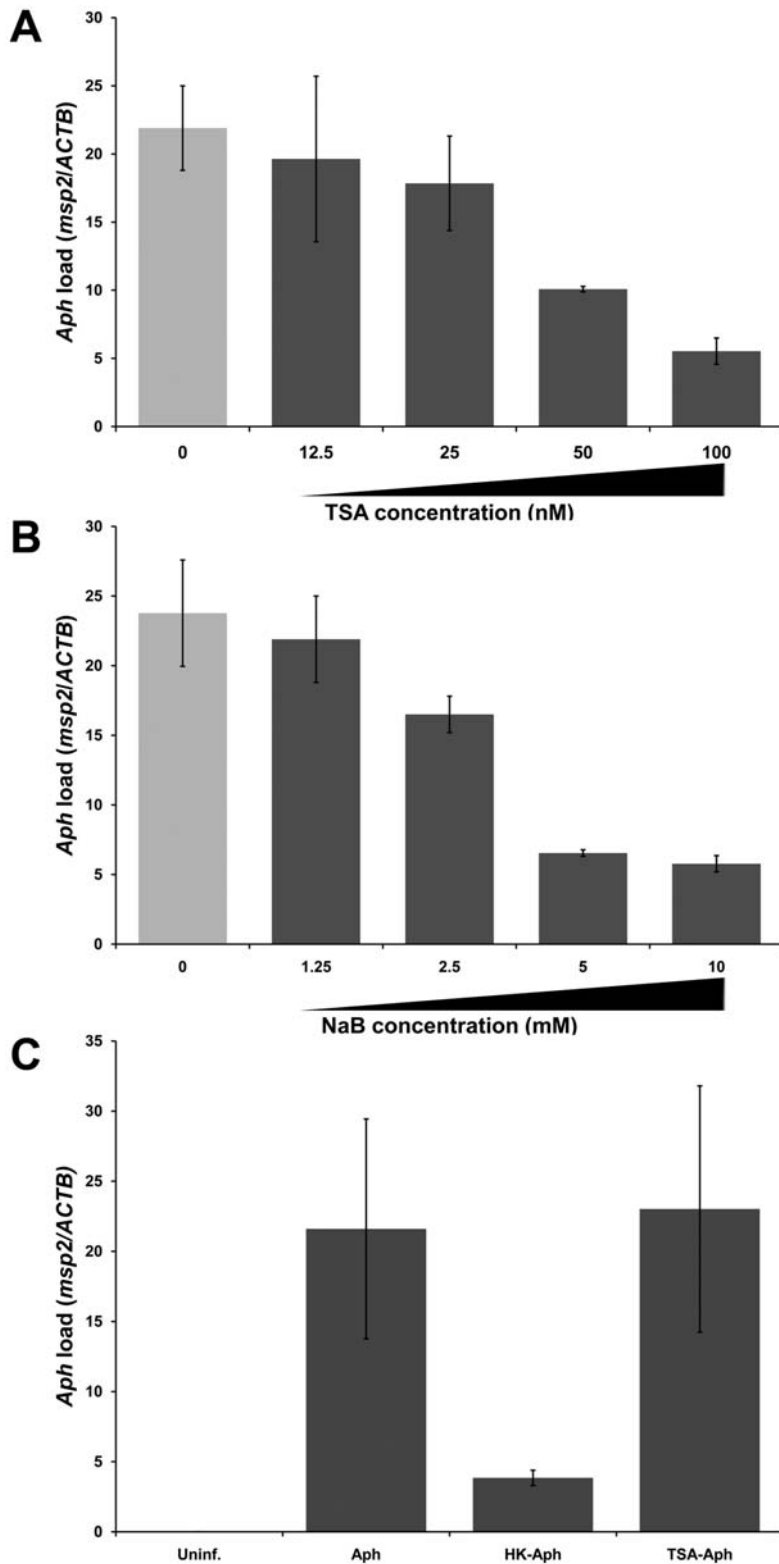 A
30
25
20
15
10
5
0
Aph load (msp2/ACTB)
0 12.5 25 50 100
TSA concentration (nM)
B
30
25
20
15
10
5
0
Aph load (msp2/ACTB)
0 1.25 2.5 5 10
NaB concentration (mM)
C
35
30
25
20
15
10
5
0
Aph load (msp2/ACTB)
Uninf. Aph HK-Aph TSA-Aph